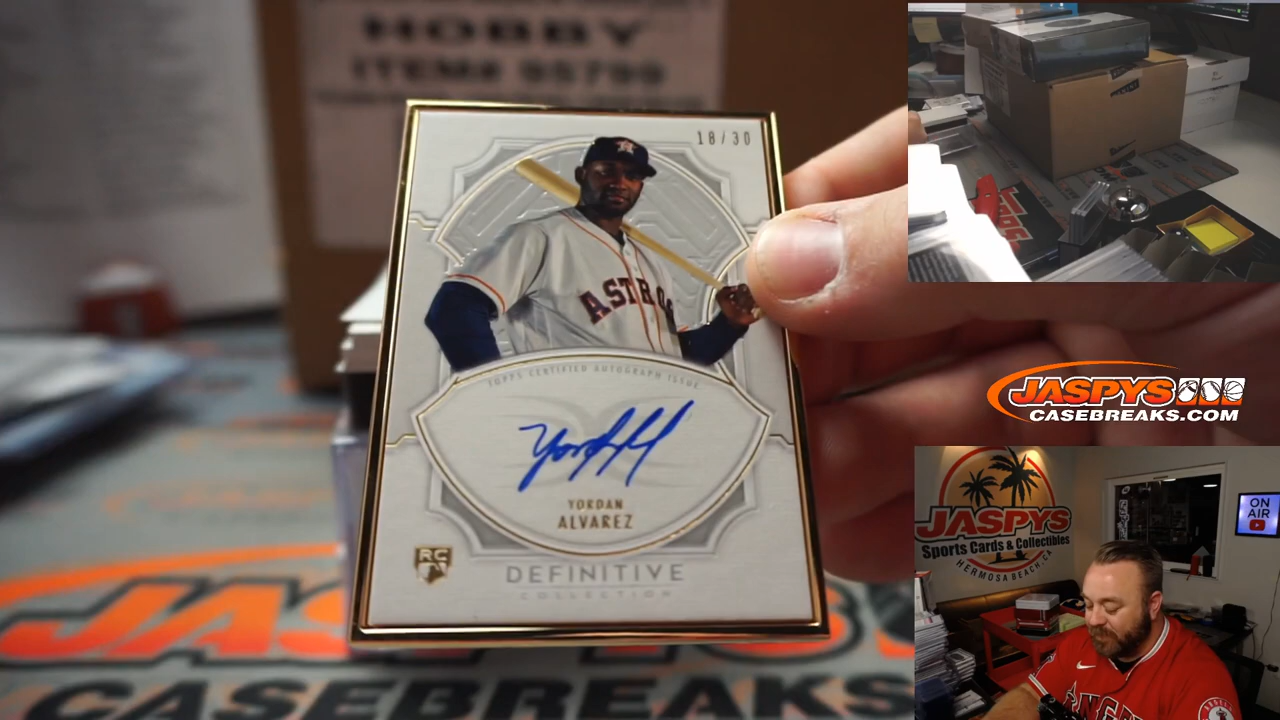 HOBBY
ITEM# 95799
18/30
ASTROS
TOPPS CERTIFIED AUTOGRAPH ISSUE
YORDAN
ALVAREZ
RC
DEFINITIVE
COLLECTION
CASEBREAKS
JASPYS
CASEBREAKS.COM
JASPYS
Sports Cards & Collectibles
HERMOSA BEACH, CA
ON
AIR